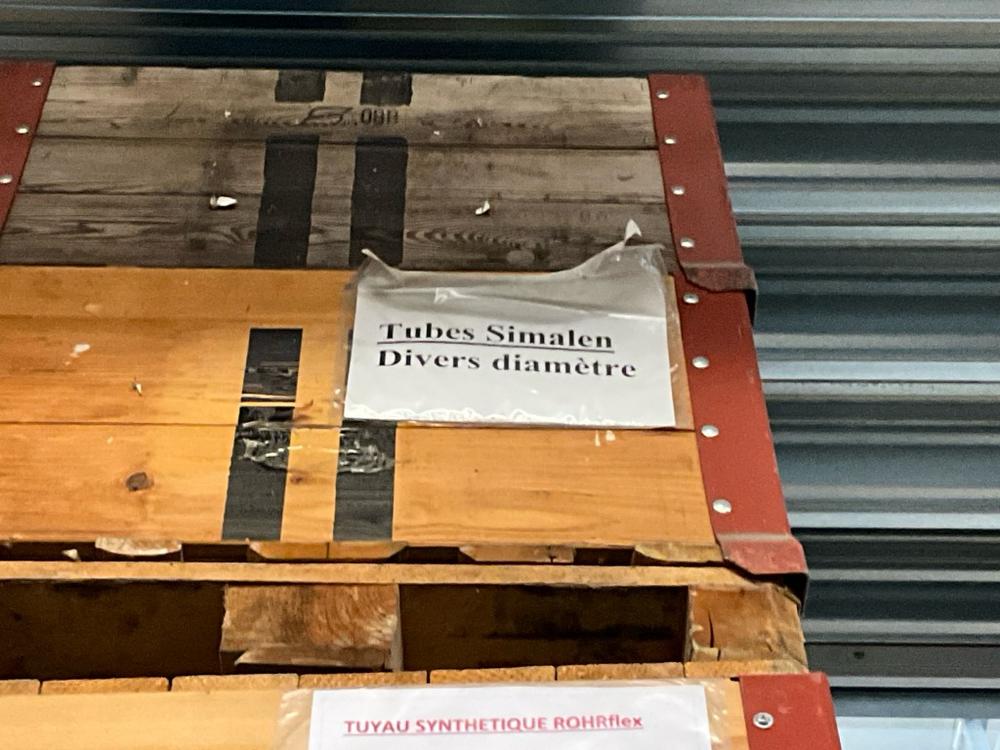 Tubes Simalen
Divers diamètre
TUYAU SYNTHETIQUE ROHRflex